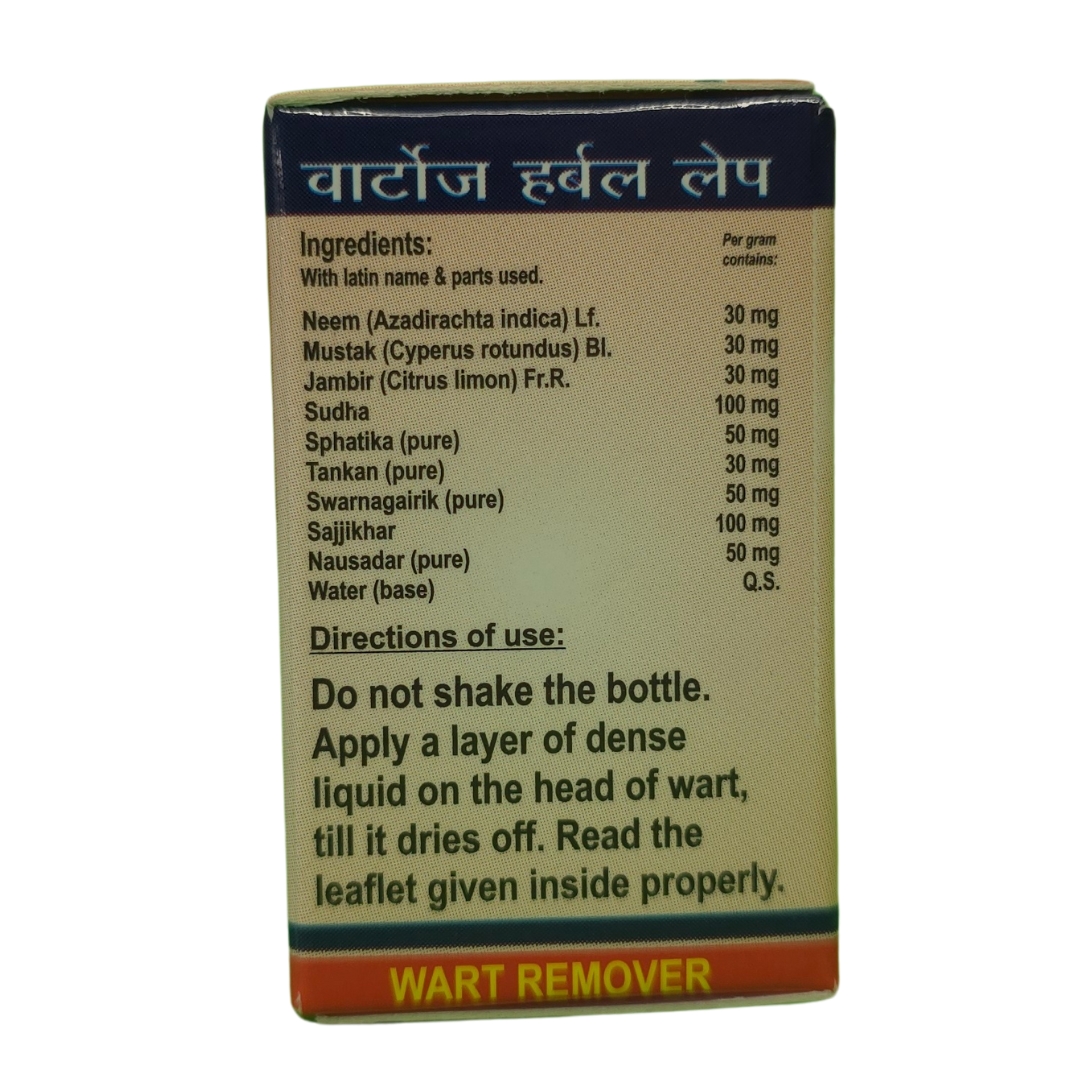 वार्टोज हर्बल लेप
Ingredients: Per gram contains:
With latin name & parts used.
Neem (Azadirachta indica) Lf. 30 mg
Mustak (Cyperus rotundus) Bl. 30 mg
Jambir (Citrus limon) Fr.R. 30 mg
Sudha 100 mg
Sphatika (pure) 50 mg
Tankan (pure) 30 mg
Swarnagairik (pure) 50 mg
Sajjikhar 100 mg
Nausadar (pure) 50 mg
Water (base) Q.S.
Directions of use:
Do not shake the bottle.
Apply a layer of dense
liquid on the head of wart,
till it dries off. Read the
leaflet given inside properly.
WART REMOVER